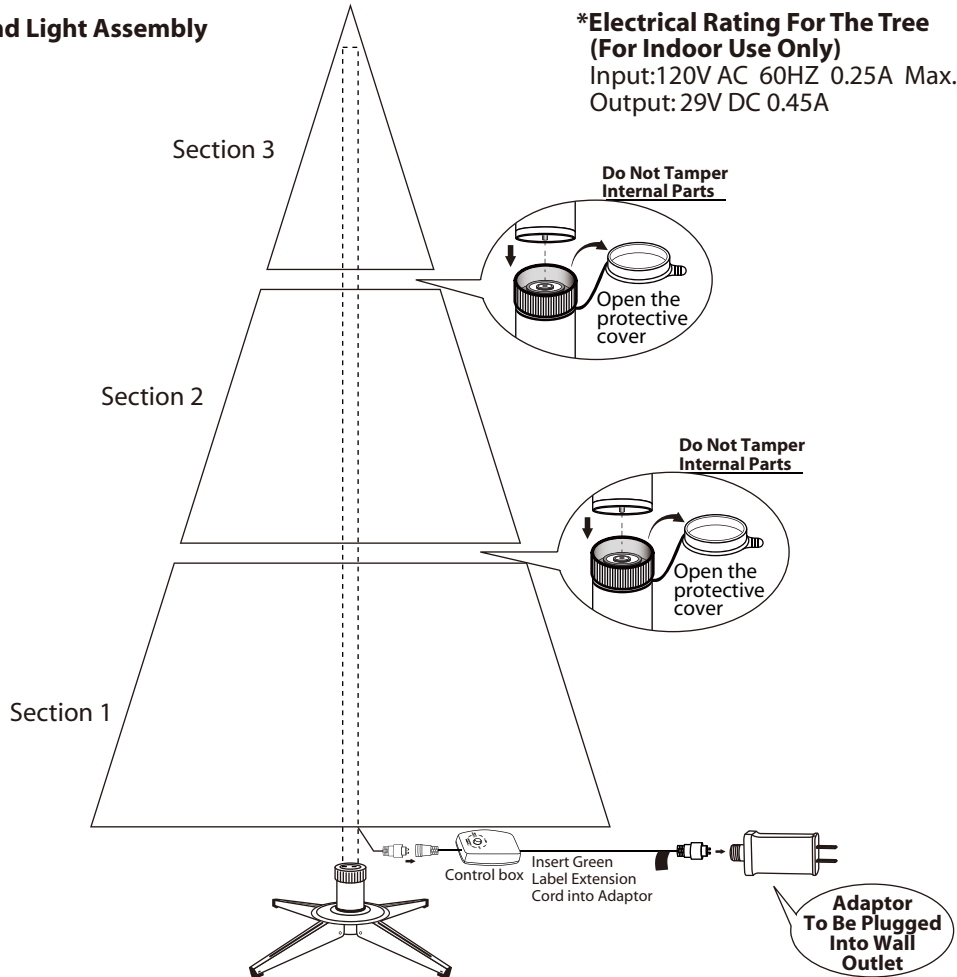 nd Light Assembly
*Electrical Rating For The Tree
(For Indoor Use Only)
Input:120V AC 60HZ 0.25A Max.
Output: 29V DC 0.45A
Section 3
Do Not Tamper
Internal Parts
Open the
protective
cover
Section 2
Do Not Tamper
Internal Parts
Open the
protective
cover
Section 1
Control box
Insert Green
Label Extension
Cord into Adaptor
Adaptor
To Be Plugged
Into Wall
Outlet